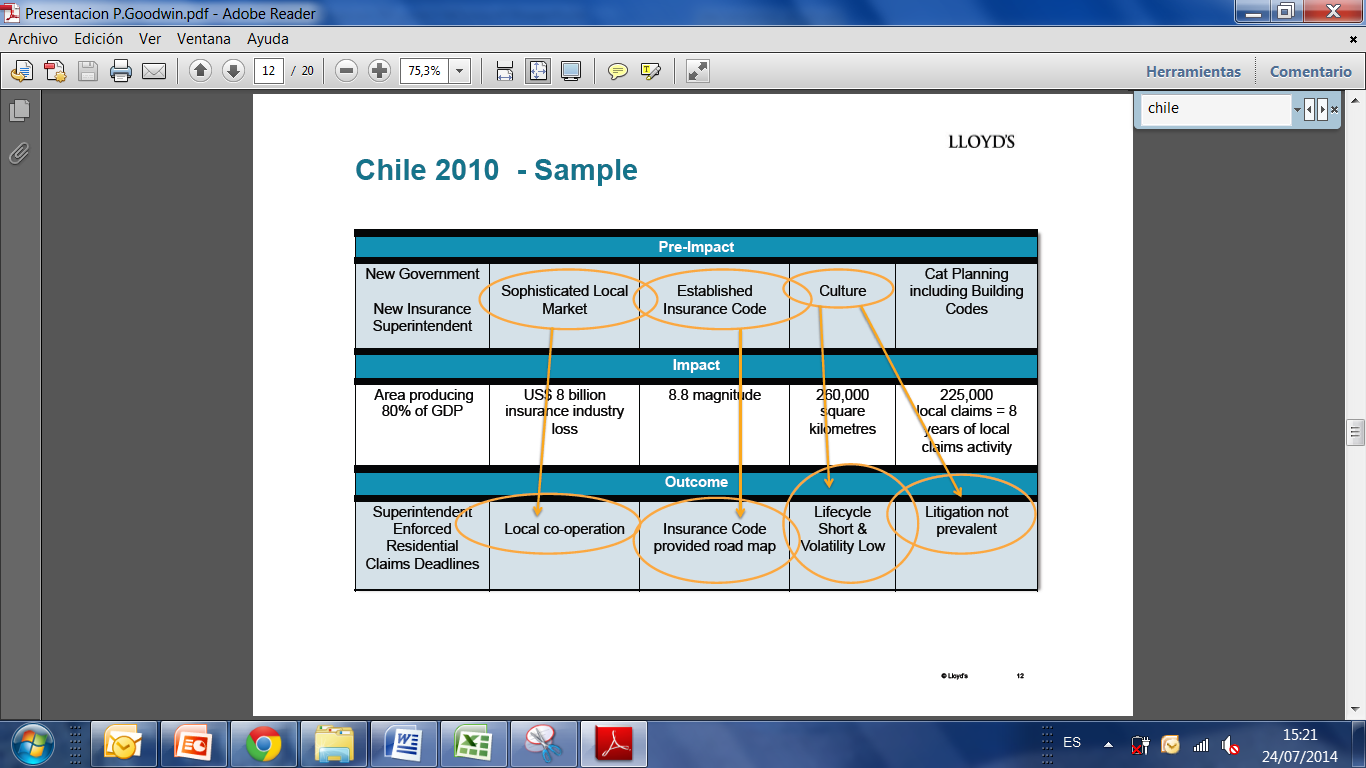 Presentacion P.Goodwin.pdf - Adobe Reader
Archivo Edición Ver Ventana Ayuda
12 / 20 75,3% Herramientas Comentario
chile
LLOYD'S
Chile 2010 - Sample
Pre-Impact
New Government
New Insurance
Superintendent
Sophisticated Local
Market
Established
Insurance Code
Culture
Cat Planning
including Building
Codes
Impact
Area producing
80% of GDP
US$ 8 billion
insurance industry
loss
8.8 magnitude
260,000
square
kilometres
225,000
local claims = 8
years of local
claims activity
Outcome
Superintendent
Enforced
Residential
Claims Deadlines
Local co-operation
Insurance Code
provided road map
Lifecycle
Short &
Volatility Low
Litigation not
prevalent
© Lloyd's 12
ES
15:21
24/07/2014